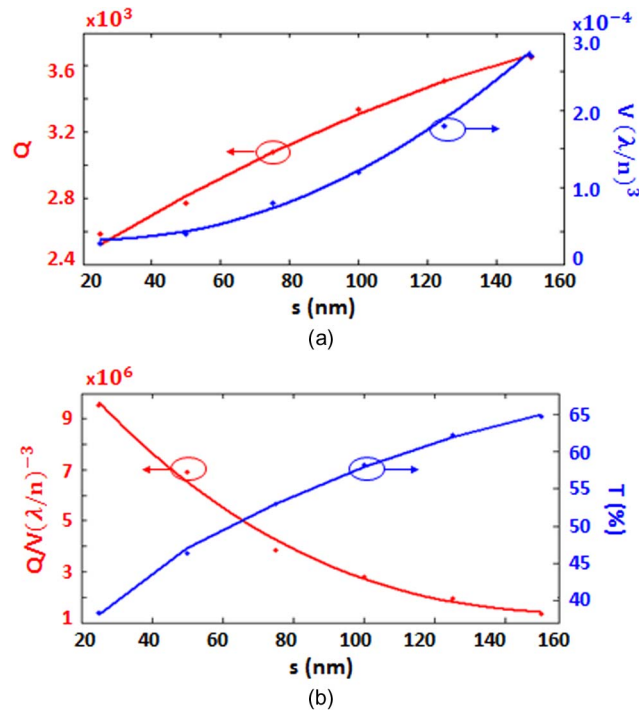 x10³ x10⁻⁴
3.6
3.2
2.8
2.4
Q
3.0
2.0
1.0
0
V (λ/n)³
20 40 60 80 100 120 140 160
s (nm)
(a)
x10⁶
9
7
5
3
1
Q/V(λ/n)⁻³
65
60
55
50
45
40
T (%)
20 40 60 80 100 120 140 160
s (nm)
(b)